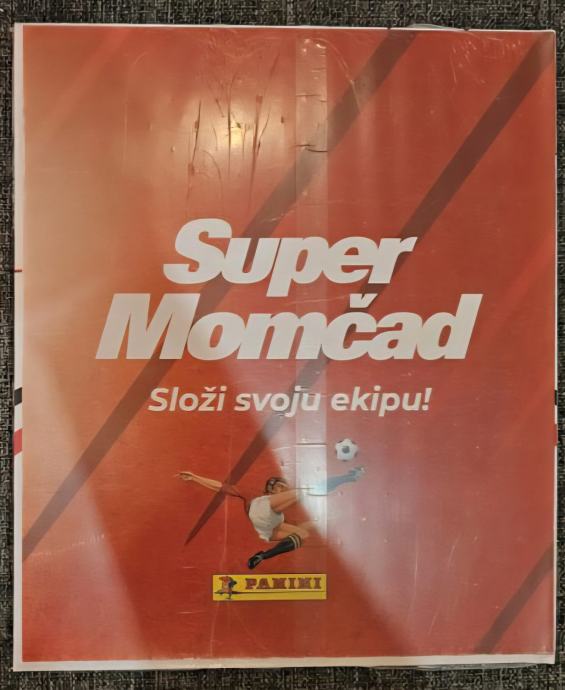 Super
Momčad
Složi svoju ekipu!
PANINI